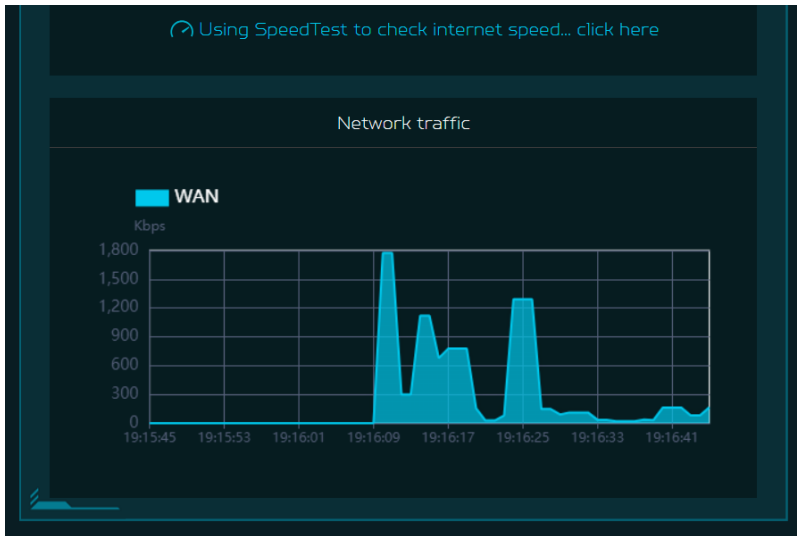 Using SpeedTest to check internet speed... click here
Network traffic
WAN
Kbps
1,800
1,500
1,200
900
600
300
0
19:15:45 19:15:53 19:16:01 19:16:09 19:16:17 19:16:25 19:16:33 19:16:41